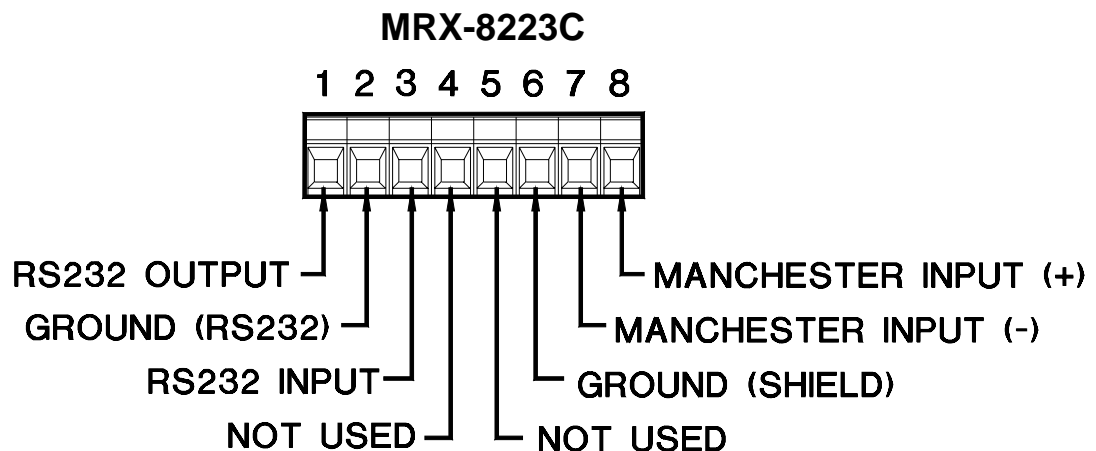 MRX-8223C
1 2 3 4 5 6 7 8
RS232 OUTPUT
GROUND (RS232)
RS232 INPUT
NOT USED
NOT USED
GROUND (SHIELD)
MANCHESTER INPUT (-)
MANCHESTER INPUT (+)